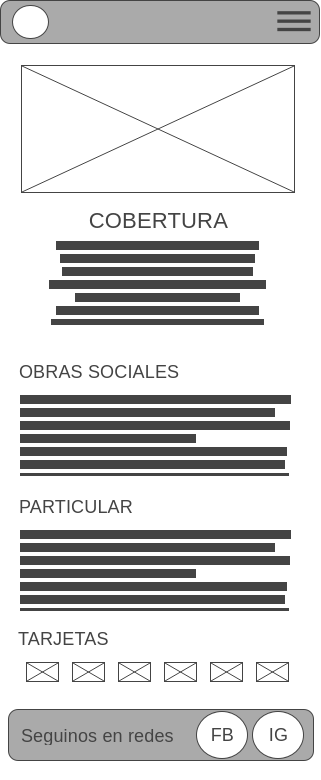 COBERTURA
OBRAS SOCIALES
PARTICULAR
TARJETAS
Seguinos en redes FB IG